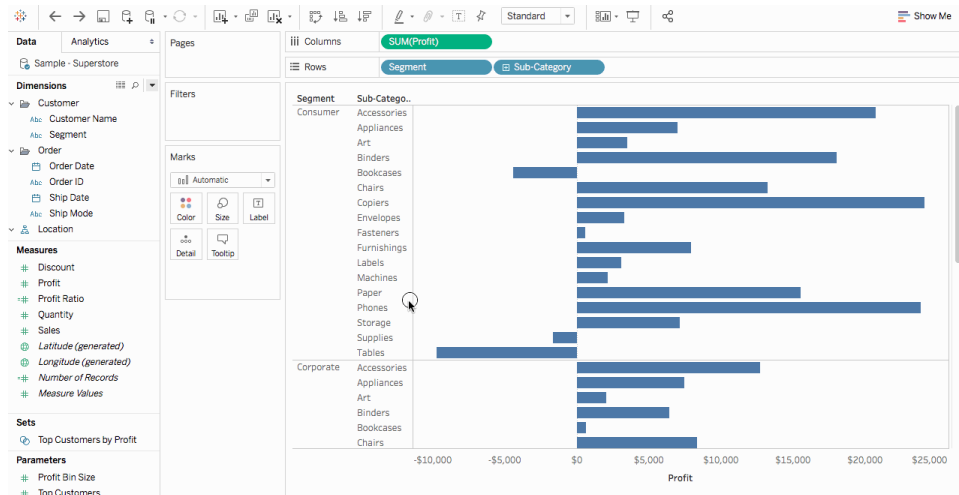 Standard
Show Me
Data
Analytics
Sample - Superstore
Dimensions
Customer
Abc Customer Name
Abc Segment
Order
Order Date
Abc Order ID
Ship Date
Abc Ship Mode
Location
Measures
# Discount
# Profit
=# Profit Ratio
# Quantity
# Sales
Latitude (generated)
Longitude (generated)
=# Number of Records
# Measure Values
Sets
Top Customers by Profit
Parameters
# Profit Bin Size
# Top Customers
Pages
Filters
Marks
Automatic
Color
Size
T
Label
Detail
Tooltip
iii Columns
SUM(Profit)
Rows
Segment
Sub-Category
Segment
Sub-Catego..
Consumer
Accessories
Appliances
Art
Binders
Bookcases
Chairs
Copiers
Envelopes
Fasteners
Furnishings
Labels
Machines
Paper
Phones
Storage
Supplies
Tables
Corporate
Accessories
Appliances
Art
Binders
Bookcases
Chairs
-$10,000
-$5,000
$0
$5,000
$10,000
$15,000
$20,000
$25,000
Profit